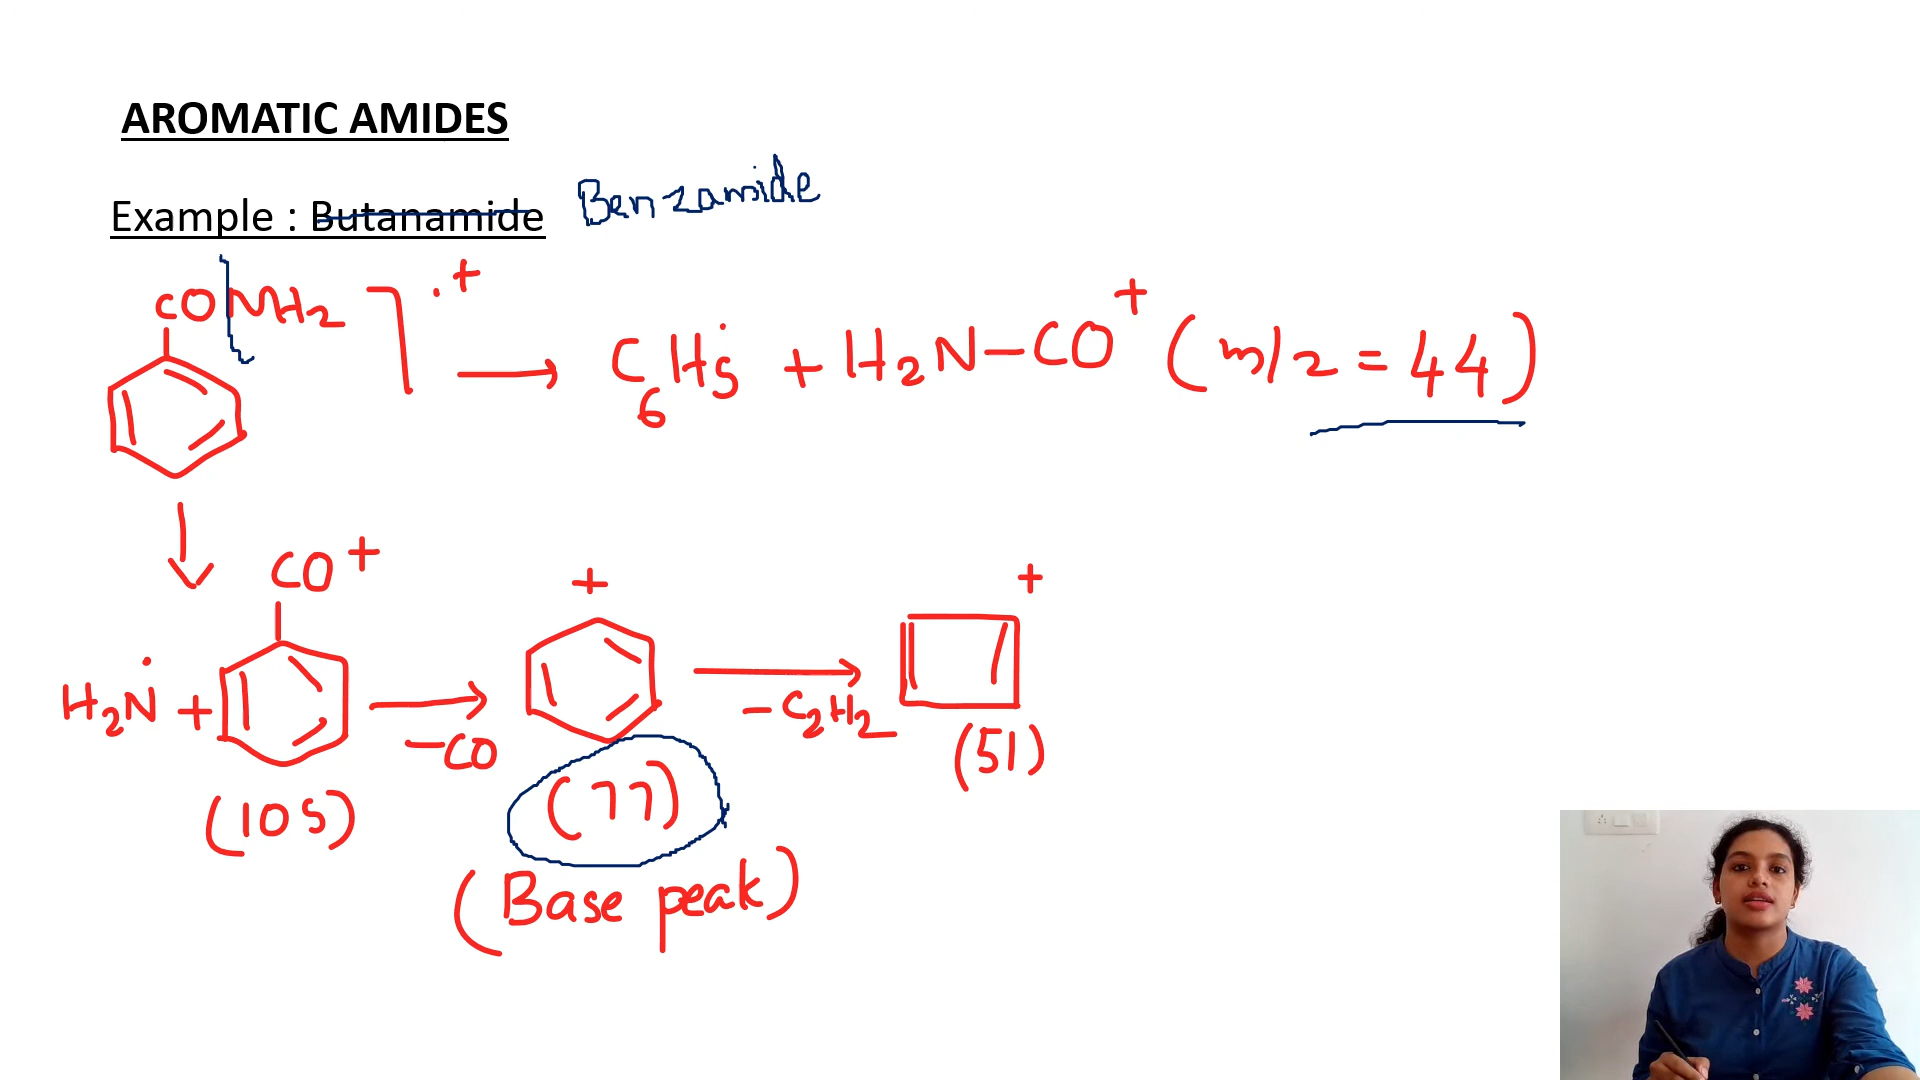 AROMATIC AMIDES
Example : Butanamide Benzamide
CONH2 ·+
→ C6H5· + H2N–CO+ (m/z = 44)
CO+ + +
H2N· + → –CO → –C2H2
(105) (77) (51)
(Base peak)